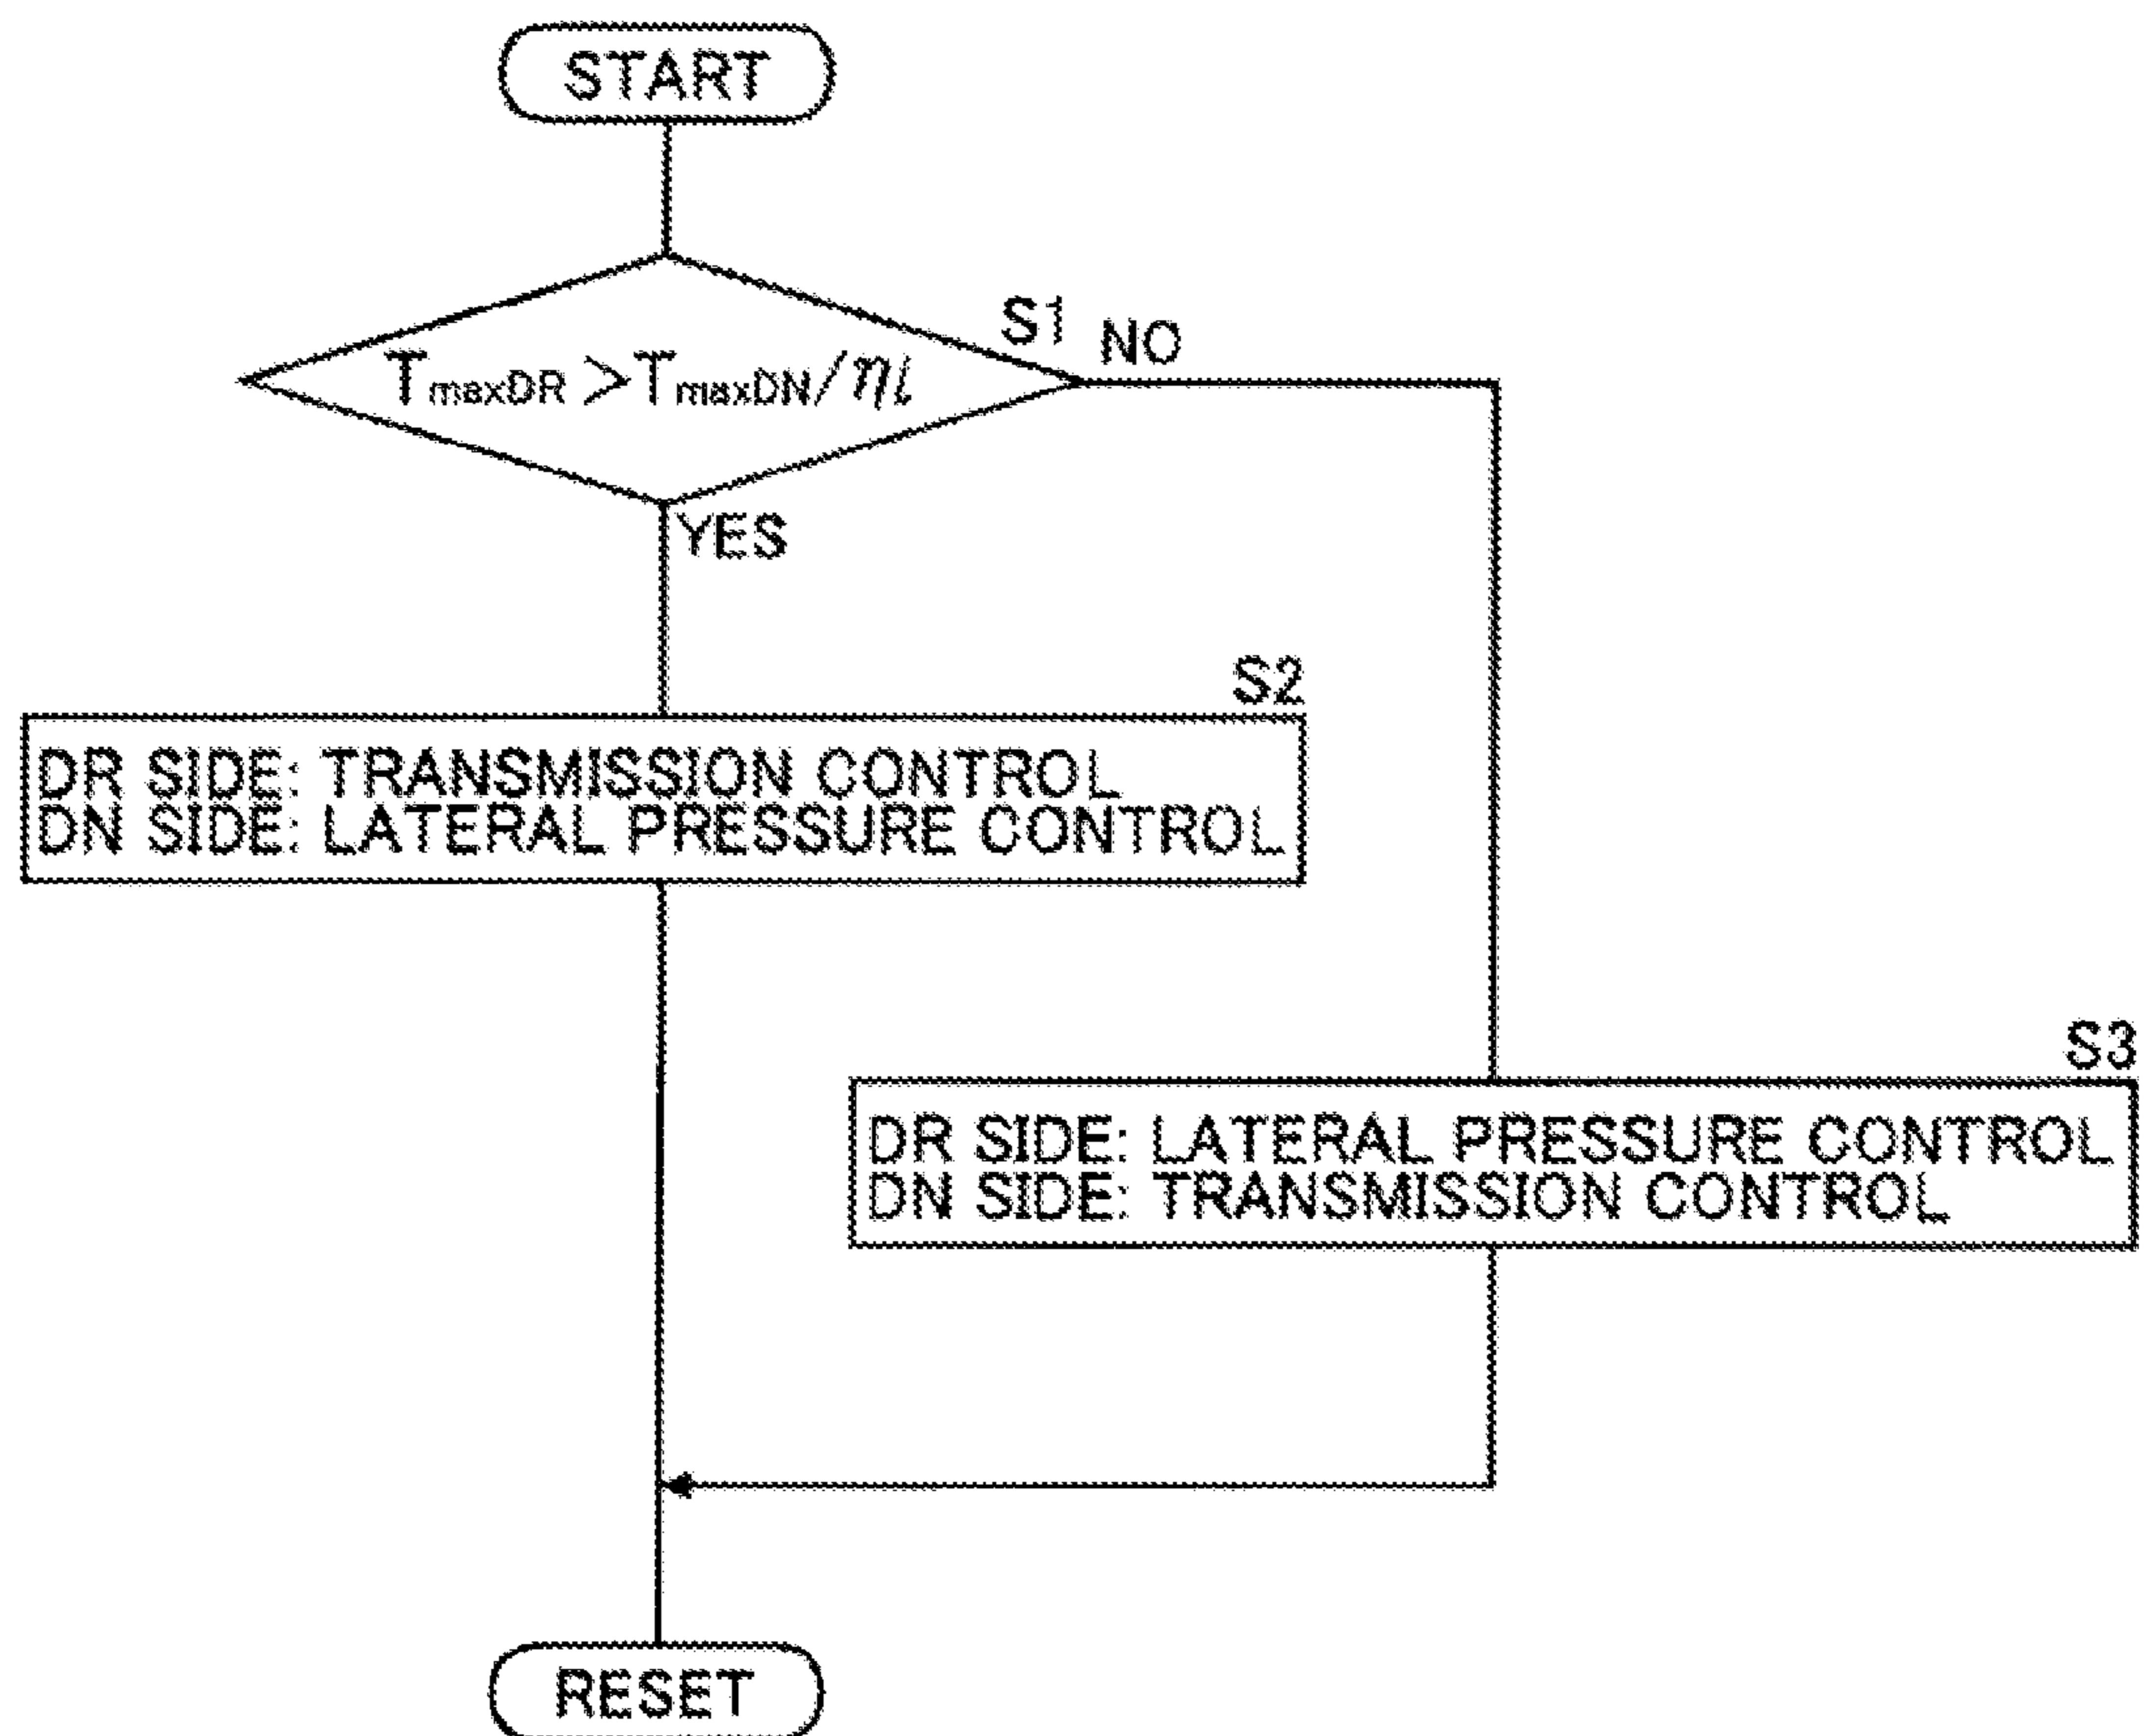 START
S1
NO
TmaxDR > TmaxDN/ηi
YES
S2
DR SIDE: TRANSMISSION CONTROL
DN SIDE: LATERAL PRESSURE CONTROL
S3
DR SIDE: LATERAL PRESSURE CONTROL
DN SIDE: TRANSMISSION CONTROL
RESET